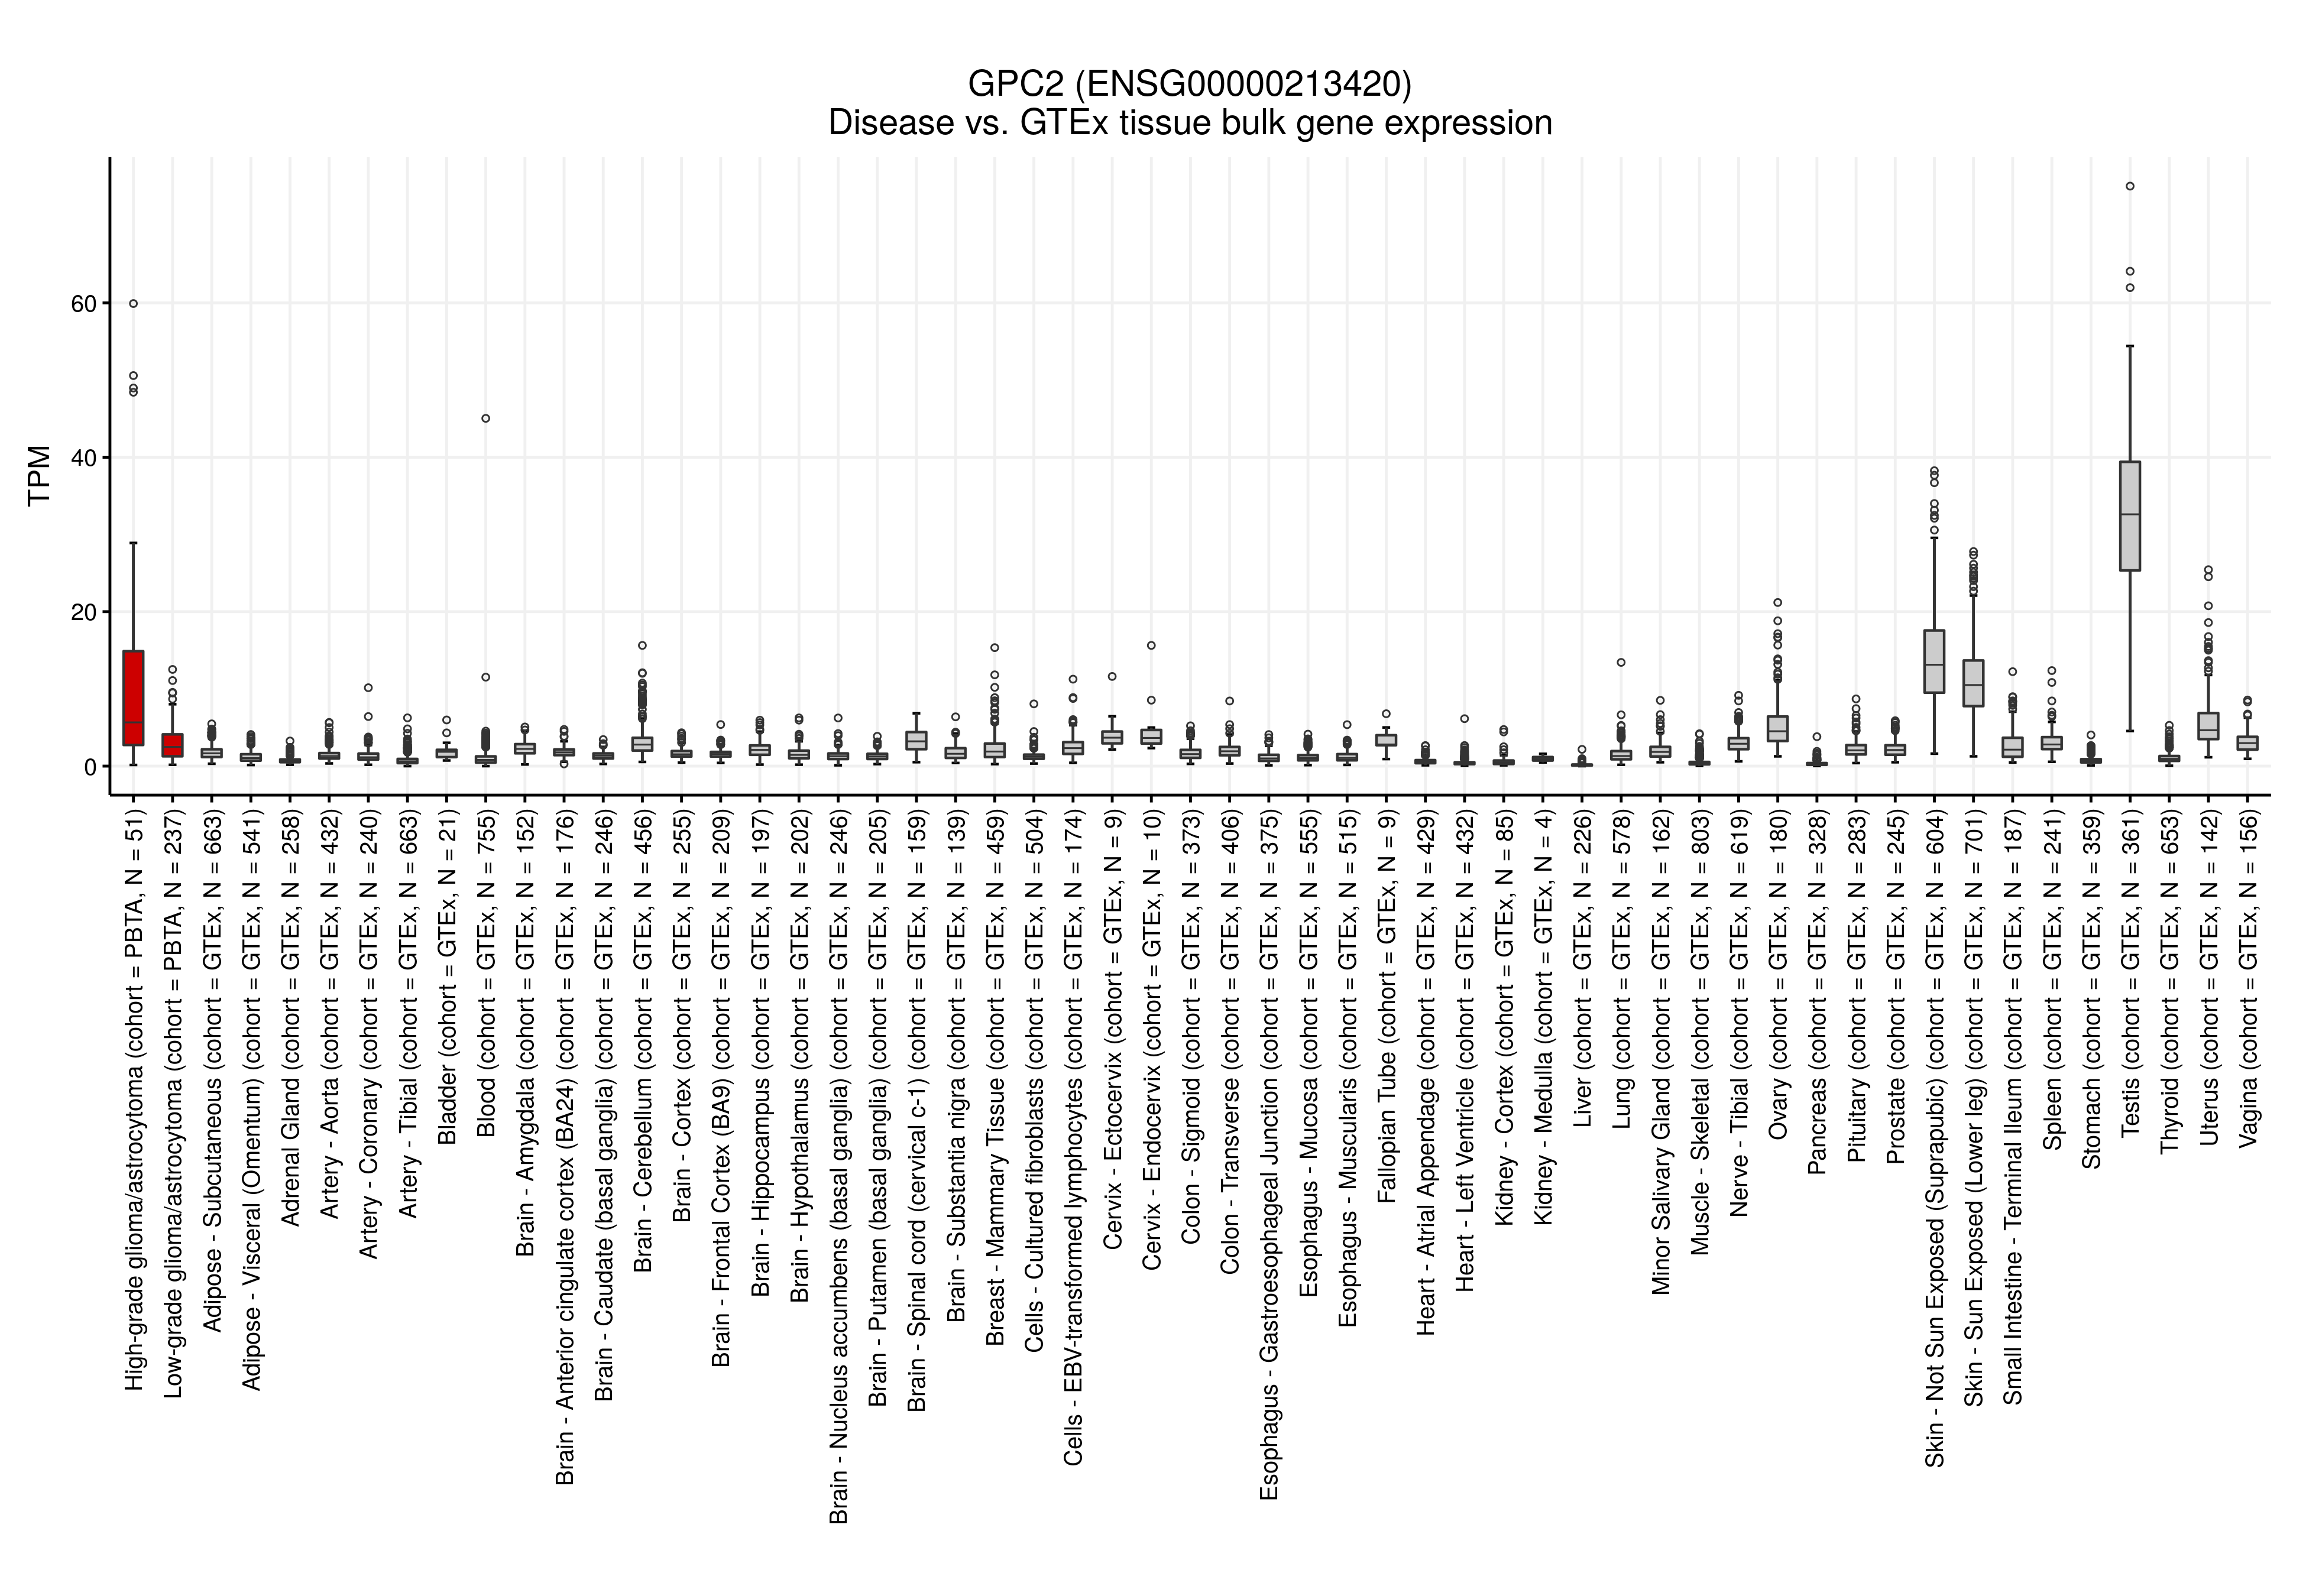 GPC2 (ENSG00000213420)
Disease vs. GTEx tissue bulk gene expression
TPM
60
40
20
0
High-grade glioma/astrocytoma (cohort = PBTA, N = 51)
Low-grade glioma/astrocytoma (cohort = PBTA, N = 237)
Adipose - Subcutaneous (cohort = GTEx, N = 663)
Adipose - Visceral (Omentum) (cohort = GTEx, N = 541)
Adrenal Gland (cohort = GTEx, N = 258)
Artery - Aorta (cohort = GTEx, N = 432)
Artery - Coronary (cohort = GTEx, N = 240)
Artery - Tibial (cohort = GTEx, N = 663)
Bladder (cohort = GTEx, N = 21)
Blood (cohort = GTEx, N = 755)
Brain - Amygdala (cohort = GTEx, N = 152)
Brain - Anterior cingulate cortex (BA24) (cohort = GTEx, N = 176)
Brain - Caudate (basal ganglia) (cohort = GTEx, N = 246)
Brain - Cerebellum (cohort = GTEx, N = 456)
Brain - Cortex (cohort = GTEx, N = 255)
Brain - Frontal Cortex (BA9) (cohort = GTEx, N = 209)
Brain - Hippocampus (cohort = GTEx, N = 197)
Brain - Hypothalamus (cohort = GTEx, N = 202)
Brain - Nucleus accumbens (basal ganglia) (cohort = GTEx, N = 246)
Brain - Putamen (basal ganglia) (cohort = GTEx, N = 205)
Brain - Spinal cord (cervical c-1) (cohort = GTEx, N = 159)
Brain - Substantia nigra (cohort = GTEx, N = 139)
Breast - Mammary Tissue (cohort = GTEx, N = 459)
Cells - Cultured fibroblasts (cohort = GTEx, N = 504)
Cells - EBV-transformed lymphocytes (cohort = GTEx, N = 174)
Cervix - Ectocervix (cohort = GTEx, N = 9)
Cervix - Endocervix (cohort = GTEx, N = 10)
Colon - Sigmoid (cohort = GTEx, N = 373)
Colon - Transverse (cohort = GTEx, N = 406)
Esophagus - Gastroesophageal Junction (cohort = GTEx, N = 375)
Esophagus - Mucosa (cohort = GTEx, N = 555)
Esophagus - Muscularis (cohort = GTEx, N = 515)
Fallopian Tube (cohort = GTEx, N = 9)
Heart - Atrial Appendage (cohort = GTEx, N = 429)
Heart - Left Ventricle (cohort = GTEx, N = 432)
Kidney - Cortex (cohort = GTEx, N = 85)
Kidney - Medulla (cohort = GTEx, N = 4)
Liver (cohort = GTEx, N = 226)
Lung (cohort = GTEx, N = 578)
Minor Salivary Gland (cohort = GTEx, N = 162)
Muscle - Skeletal (cohort = GTEx, N = 803)
Nerve - Tibial (cohort = GTEx, N = 619)
Ovary (cohort = GTEx, N = 180)
Pancreas (cohort = GTEx, N = 328)
Pituitary (cohort = GTEx, N = 283)
Prostate (cohort = GTEx, N = 245)
Skin - Not Sun Exposed (Suprapubic) (cohort = GTEx, N = 604)
Skin - Sun Exposed (Lower leg) (cohort = GTEx, N = 701)
Small Intestine - Terminal Ileum (cohort = GTEx, N = 187)
Spleen (cohort = GTEx, N = 241)
Stomach (cohort = GTEx, N = 359)
Testis (cohort = GTEx, N = 361)
Thyroid (cohort = GTEx, N = 653)
Uterus (cohort = GTEx, N = 142)
Vagina (cohort = GTEx, N = 156)